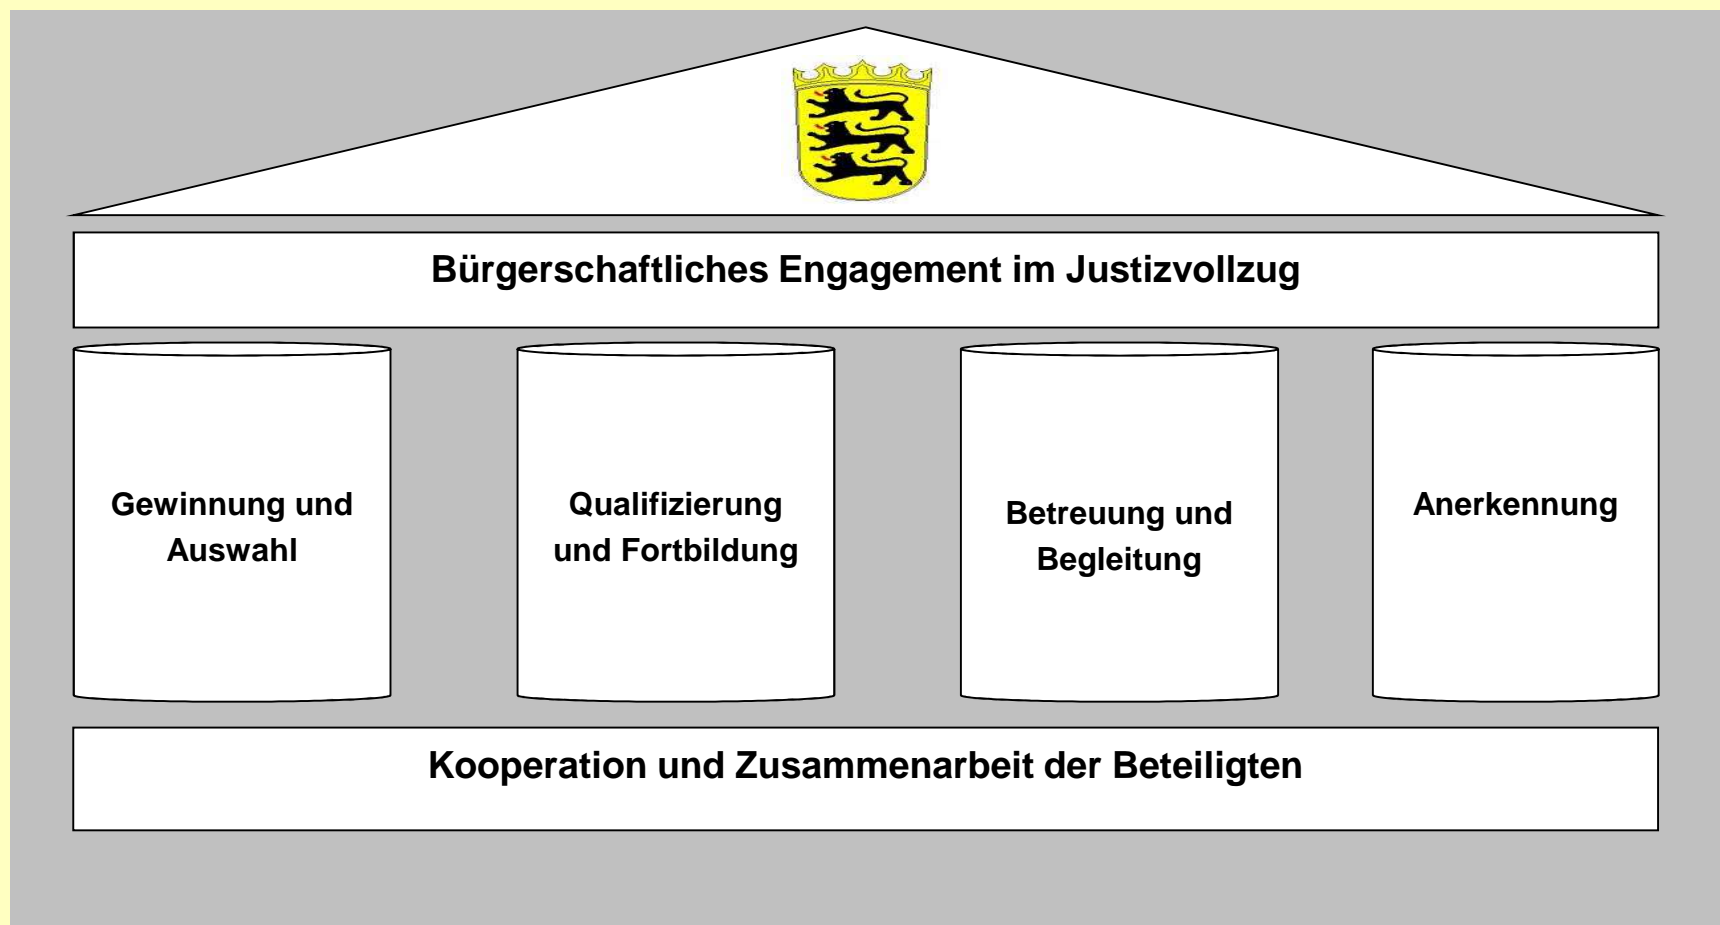 Bürgerschaftliches Engagement im Justizvollzug
Gewinnung und
Auswahl
Qualifizierung
und Fortbildung
Betreuung und
Begleitung
Anerkennung
Kooperation und Zusammenarbeit der Beteiligten